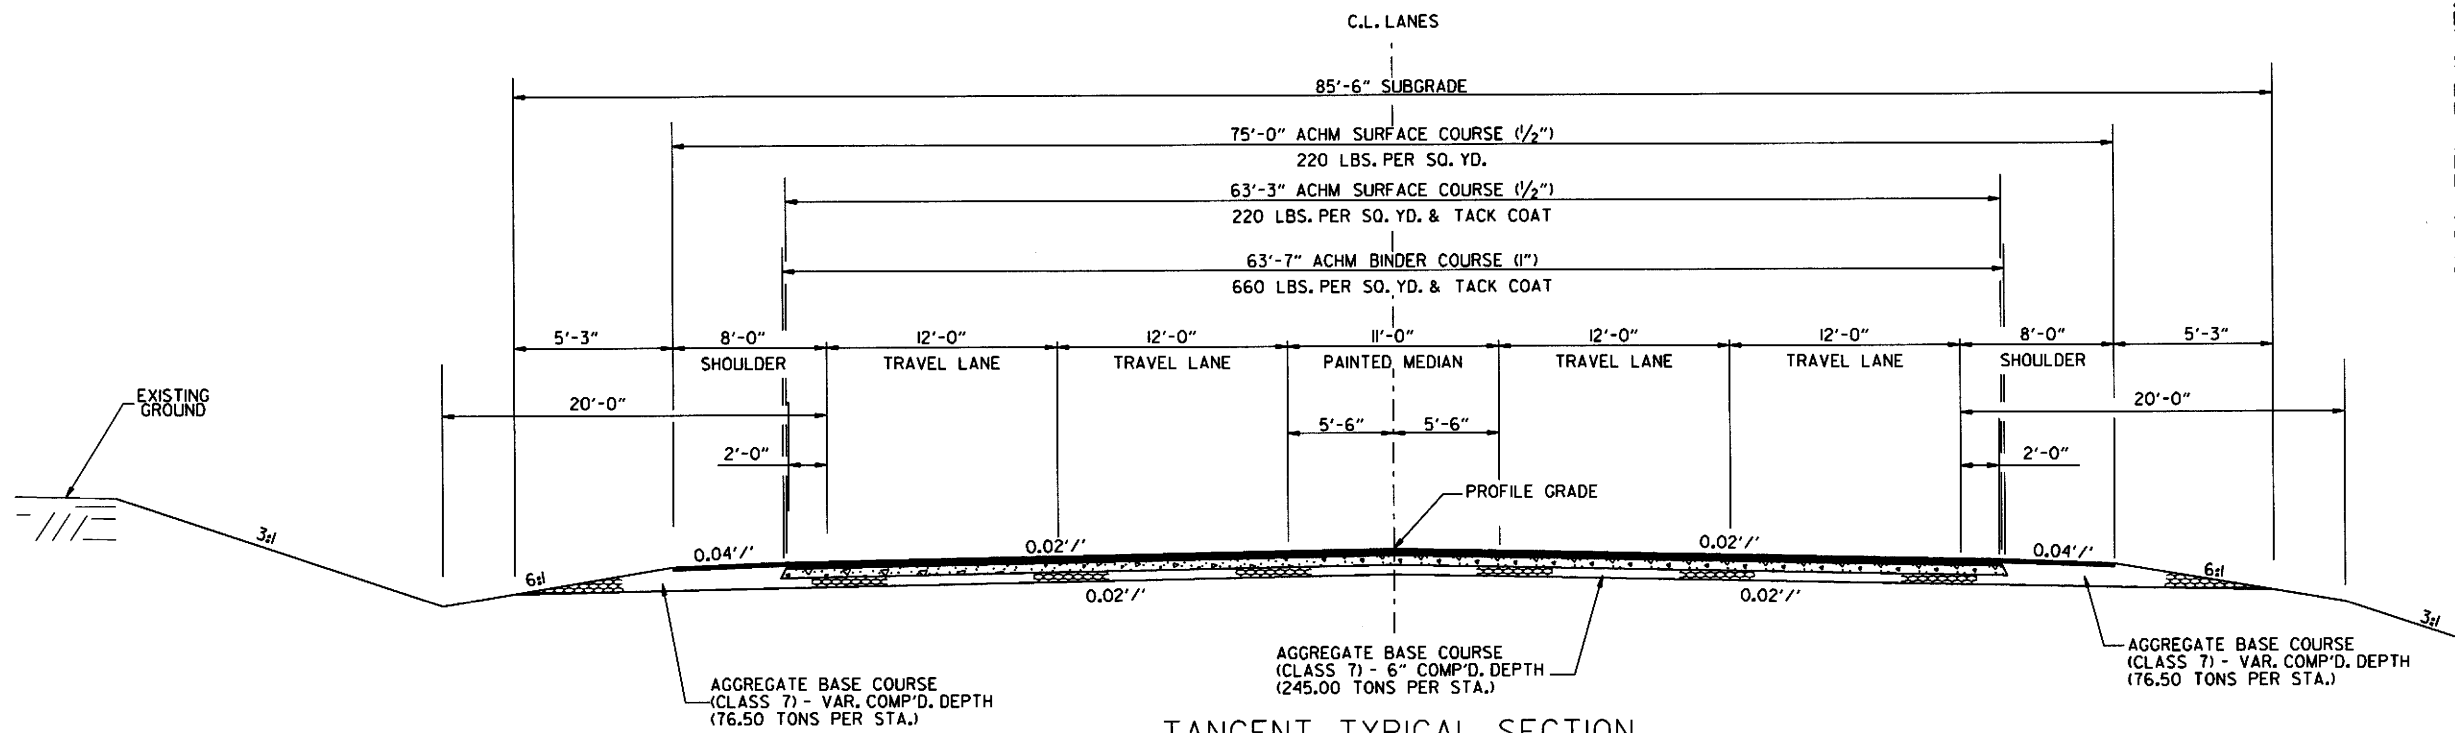 C.L. LANES
85'-6" SUBGRADE
75'-0" ACHM SURFACE COURSE (1/2")
220 LBS. PER SQ. YD.
63'-3" ACHM SURFACE COURSE (1/2")
220 LBS. PER SQ. YD. & TACK COAT
63'-7" ACHM BINDER COURSE (1")
660 LBS. PER SQ. YD. & TACK COAT
5'-3" 8'-0" 12'-0" 12'-0" 11'-0" 12'-0" 12'-0" 8'-0" 5'-3"
SHOULDER TRAVEL LANE TRAVEL LANE PAINTED MEDIAN TRAVEL LANE TRAVEL LANE SHOULDER
EXISTING
GROUND
20'-0" 20'-0"
5'-6" 5'-6"
2'-0" 2'-0"
PROFILE GRADE
3:1
0.04'/' 0.02'/' 0.02'/' 0.04'/'
6:1 6:1
0.02'/' 0.02'/'
3:1
AGGREGATE BASE COURSE
(CLASS 7) - VAR. COMP'D. DEPTH
(76.50 TONS PER STA.)
AGGREGATE BASE COURSE
(CLASS 7) - 6" COMP'D. DEPTH
(245.00 TONS PER STA.)
AGGREGATE BASE COURSE
(CLASS 7) - VAR. COMP'D. DEPTH
(76.50 TONS PER STA.)
TANGENT TYPICAL SECTION